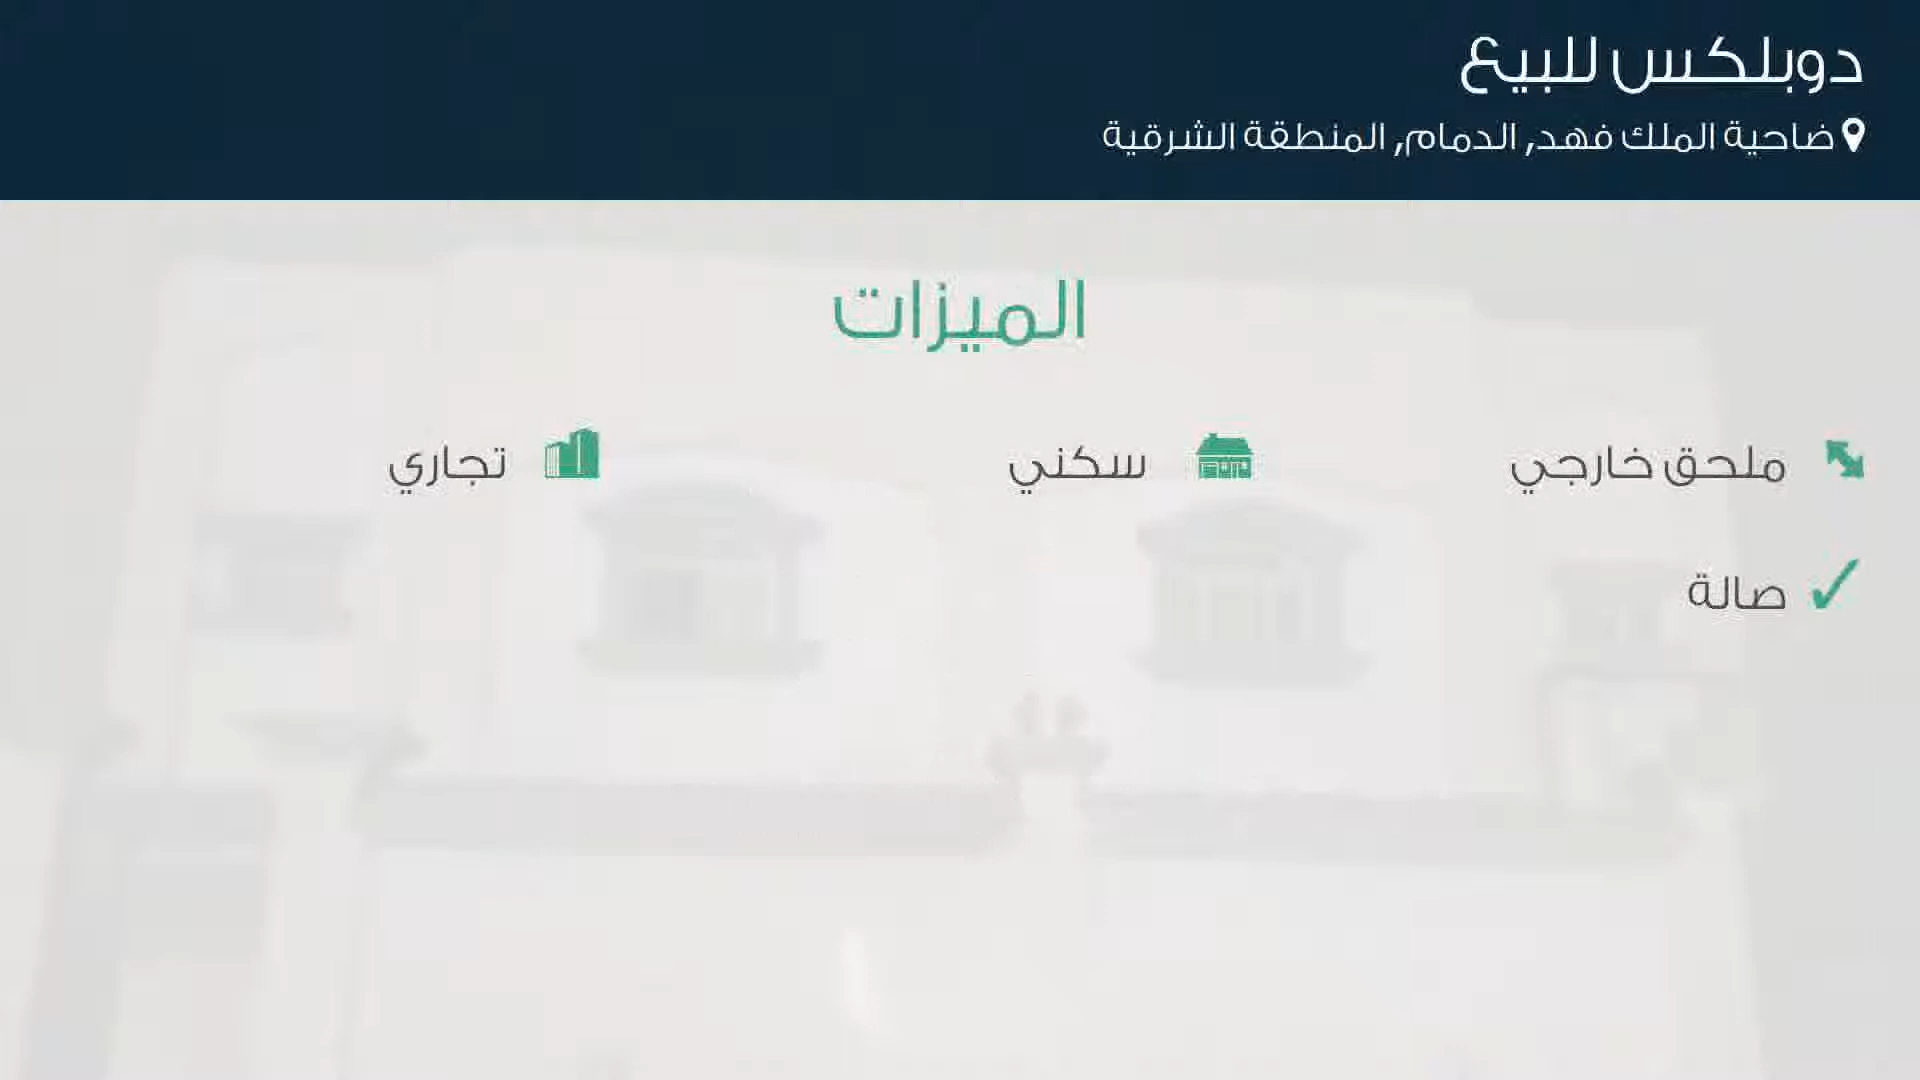 دوبلكس للبيع
ضاحية الملك فهد, الدمام, المنطقة الشرقية
الميزات
ملحق خارجي سكني تجاري
صالة